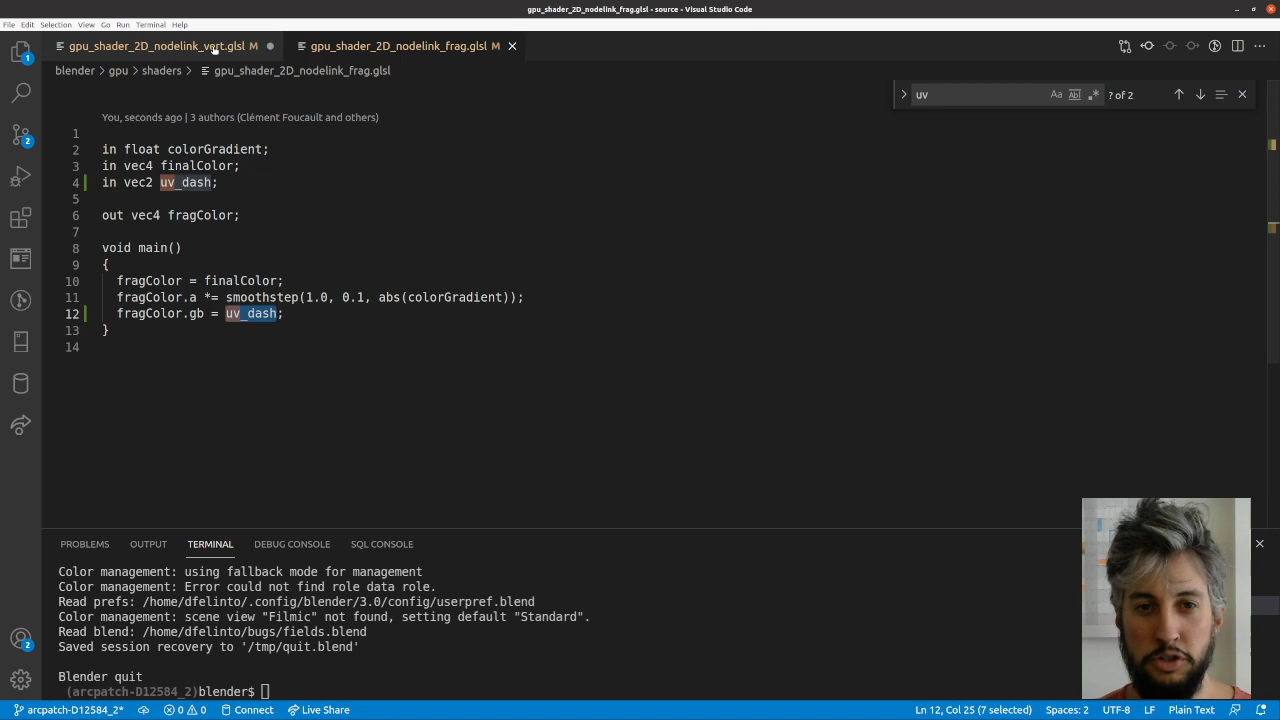 gpu_shader_2D_nodelink_frag.glsl - source - Visual Studio Code
File Edit Selection View Go Run Terminal Help
gpu_shader_2D_nodelink_vert.glsl M
gpu_shader_2D_nodelink_frag.glsl M
blender gpu shaders gpu_shader_2D_nodelink_frag.glsl
uv Aa Abl .* ? of 2
You, seconds ago | 3 authors (Clément Foucault and others)
1
2 in float colorGradient;
3 in vec4 finalColor;
4 in vec2 uv_dash;
5
6 out vec4 fragColor;
7
8 void main()
9 {
10 fragColor = finalColor;
11 fragColor.a *= smoothstep(1.0, 0.1, abs(colorGradient));
12 fragColor.gb = uv_dash;
13 }
14
1
2
2
PROBLEMS OUTPUT TERMINAL DEBUG CONSOLE SQL CONSOLE
Color management: using fallback mode for management
Color management: Error could not find role data role.
Read prefs: /home/dfelinto/.config/blender/3.0/config/userpref.blend
Color management: scene view "Filmic" not found, setting default "Standard".
Read blend: /home/dfelinto/bugs/fields.blend
Saved session recovery to '/tmp/quit.blend'
Blender quit
(arcpatch-D12584_2)blender$
arcpatch-D12584_2* 0 0 Connect Live Share Ln 12, Col 25 (7 selected) Spaces: 2 UTF-8 LF Plain Text